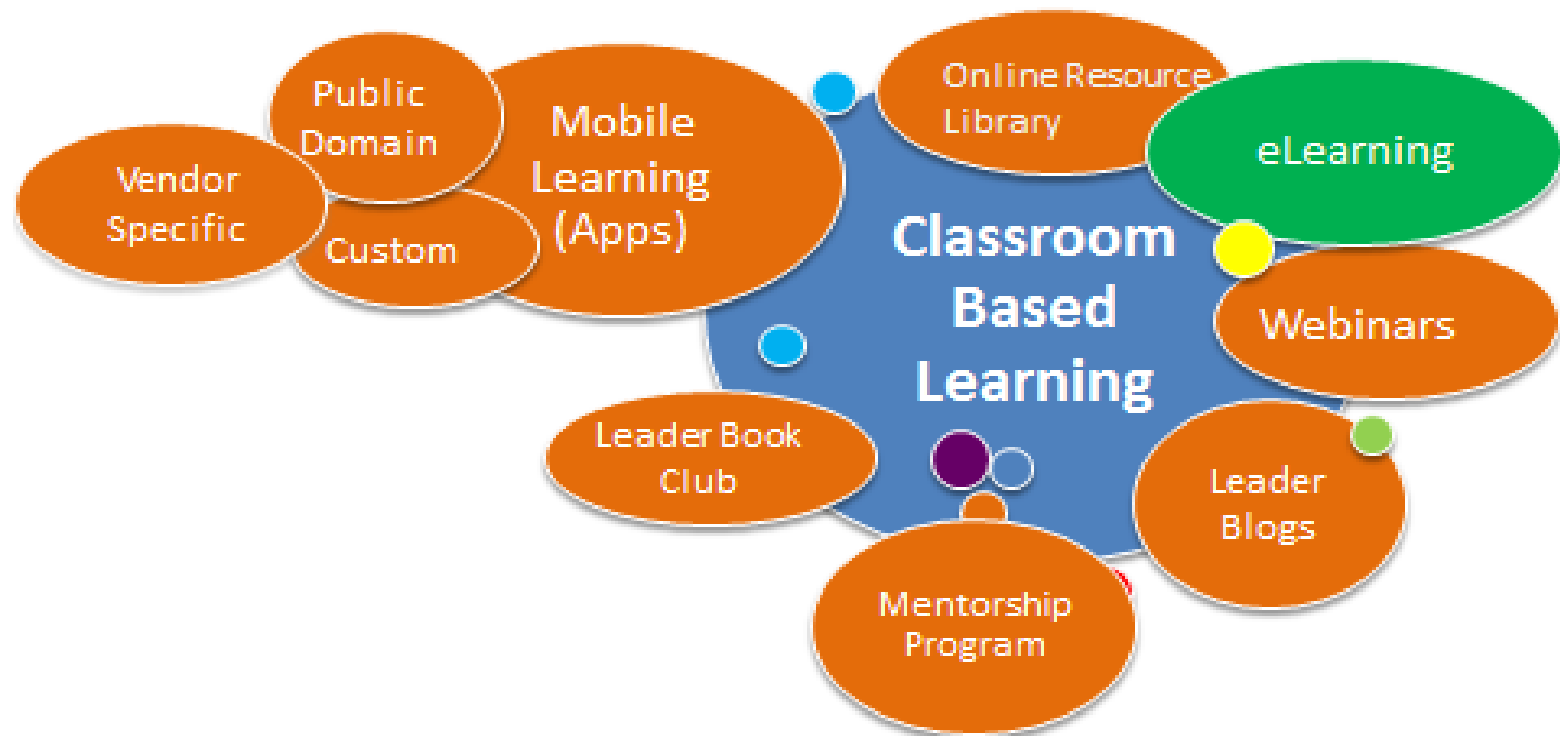 Public
Domain
Vendor
Specific
Custom
Mobile
Learning
(Apps)
Online Resource
Library
eLearning
Classroom
Based
Learning
Webinars
Leader Book
Club
Leader
Blogs
Mentorship
Program